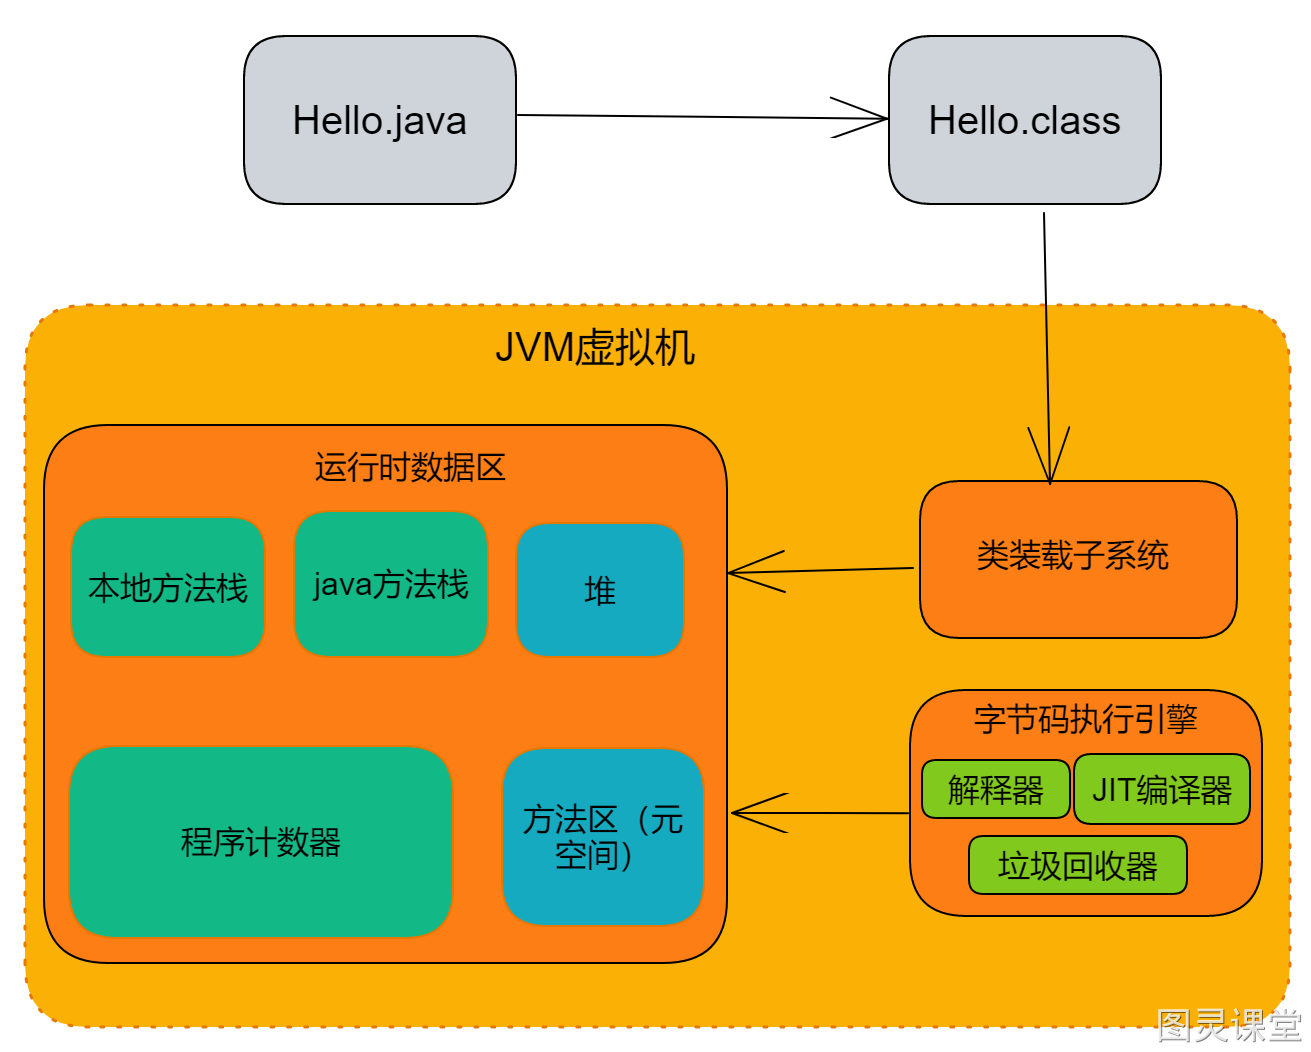 Hello.java
Hello.class
JVM虚拟机
运行时数据区
本地方法栈
java方法栈
堆
类装载子系统
程序计数器
方法区（元
空间）
字节码执行引擎
解释器
JIT编译器
垃圾回收器
图灵课堂